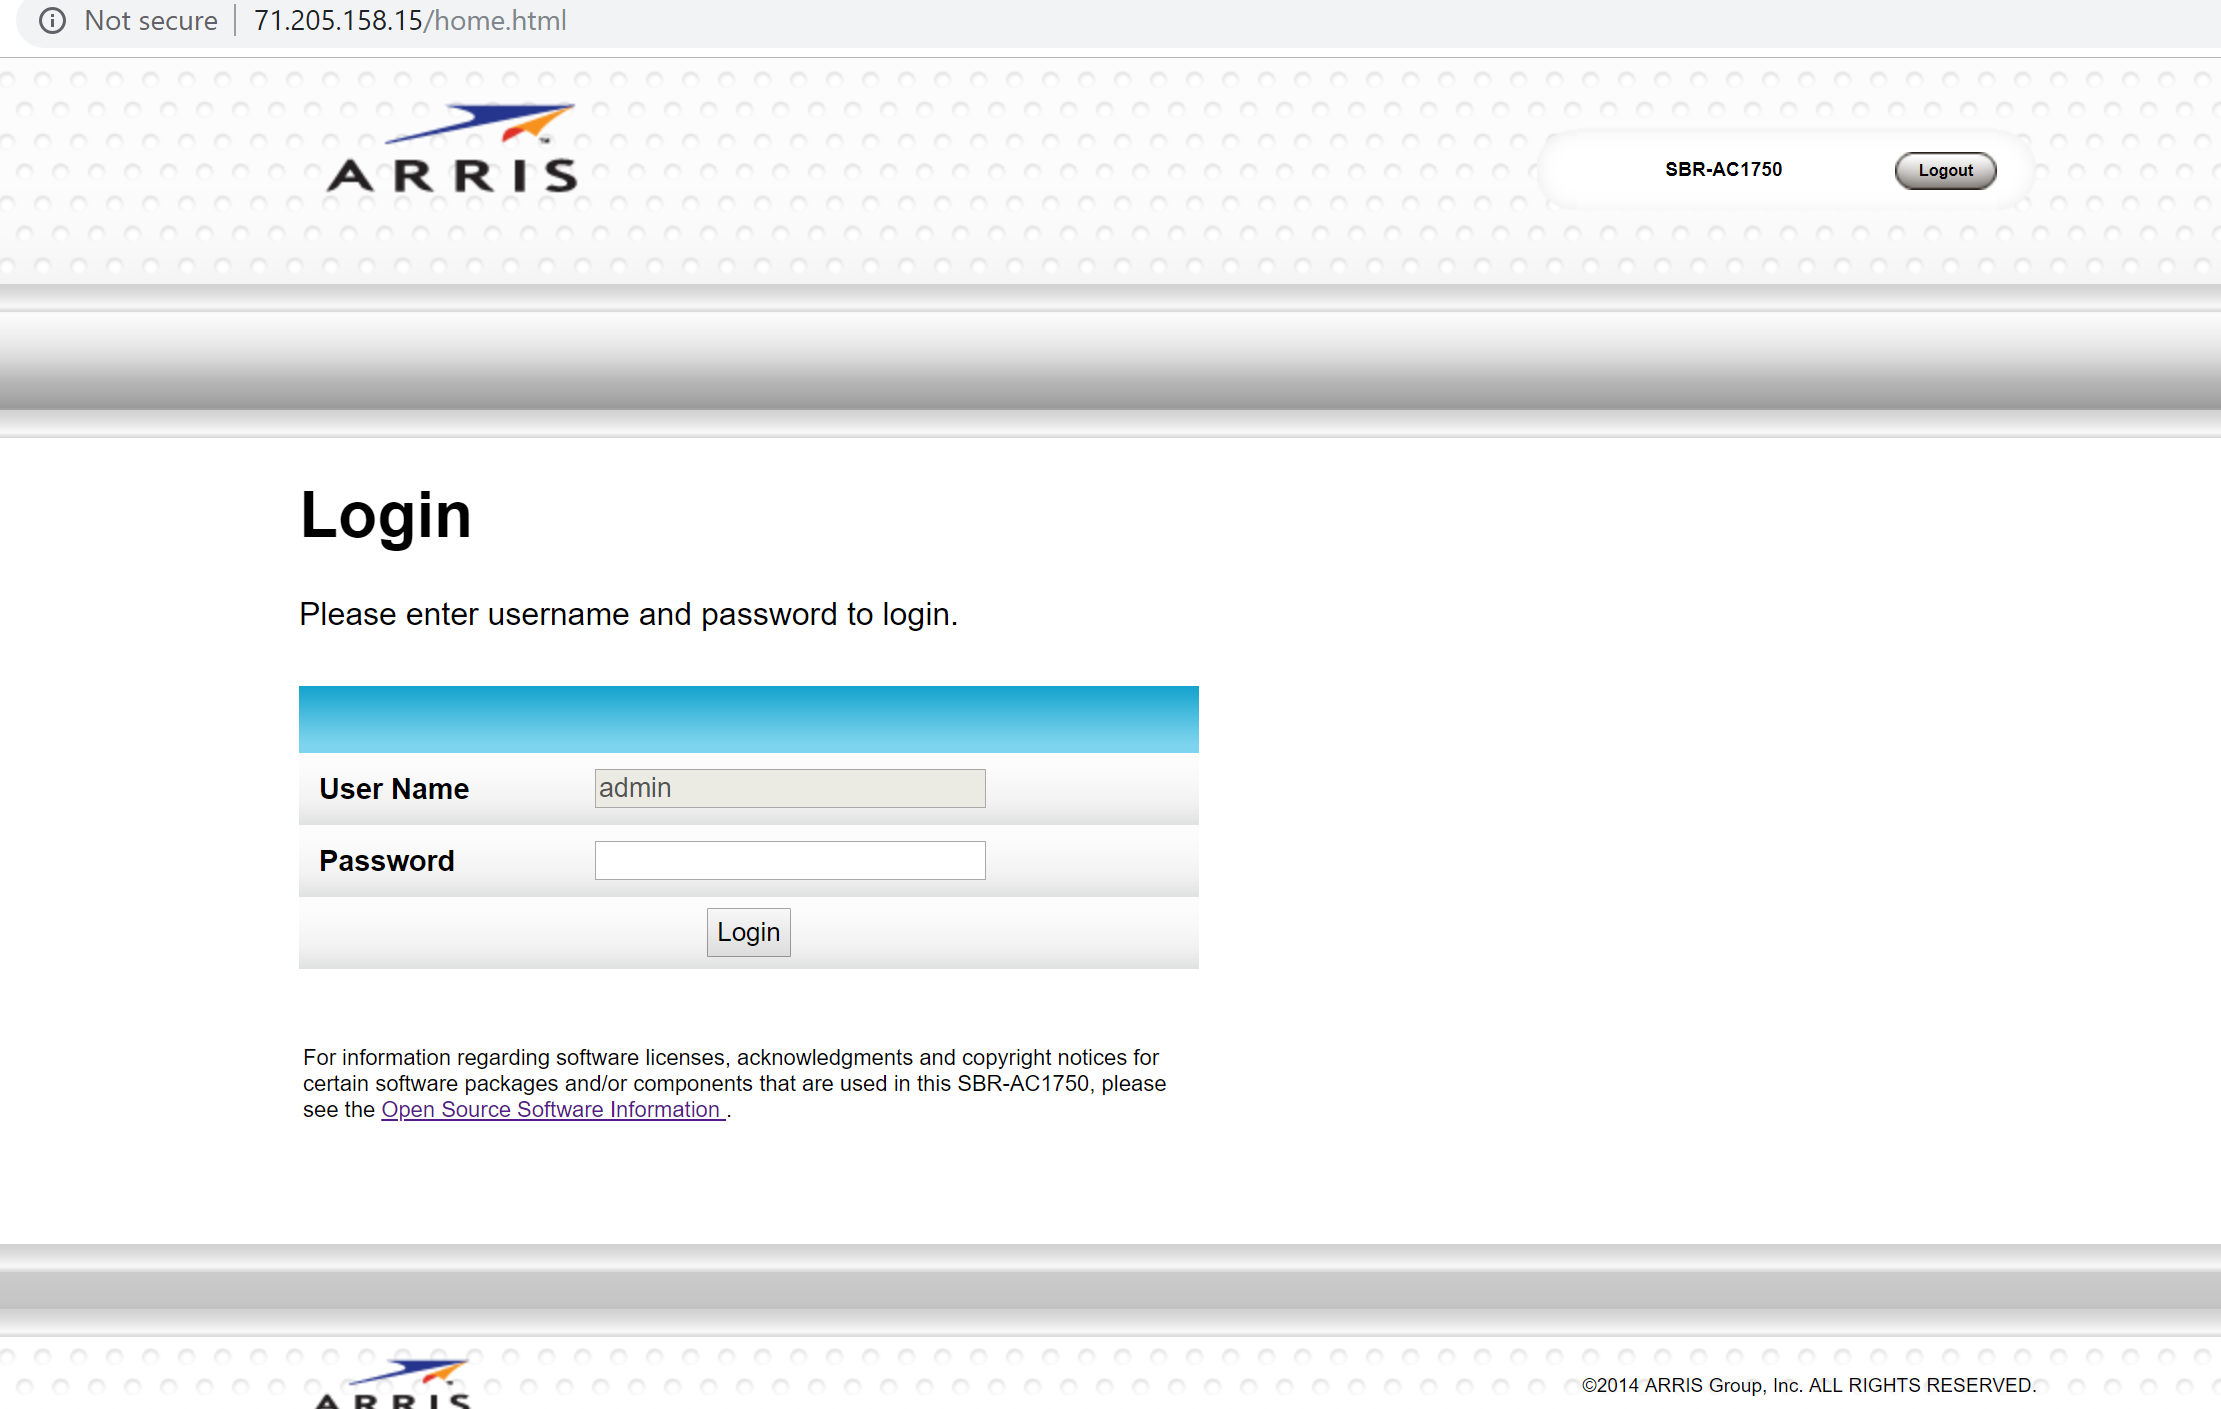 Not secure 71.205.158.15/home.html
ARRIS
SBR-AC1750 Logout
Login
Please enter username and password to login.
User Name admin
Password
Login
For information regarding software licenses, acknowledgments and copyright notices for
certain software packages and/or components that are used in this SBR-AC1750, please
see the Open Source Software Information .
ARRIS
©2014 ARRIS Group, Inc. ALL RIGHTS RESERVED.